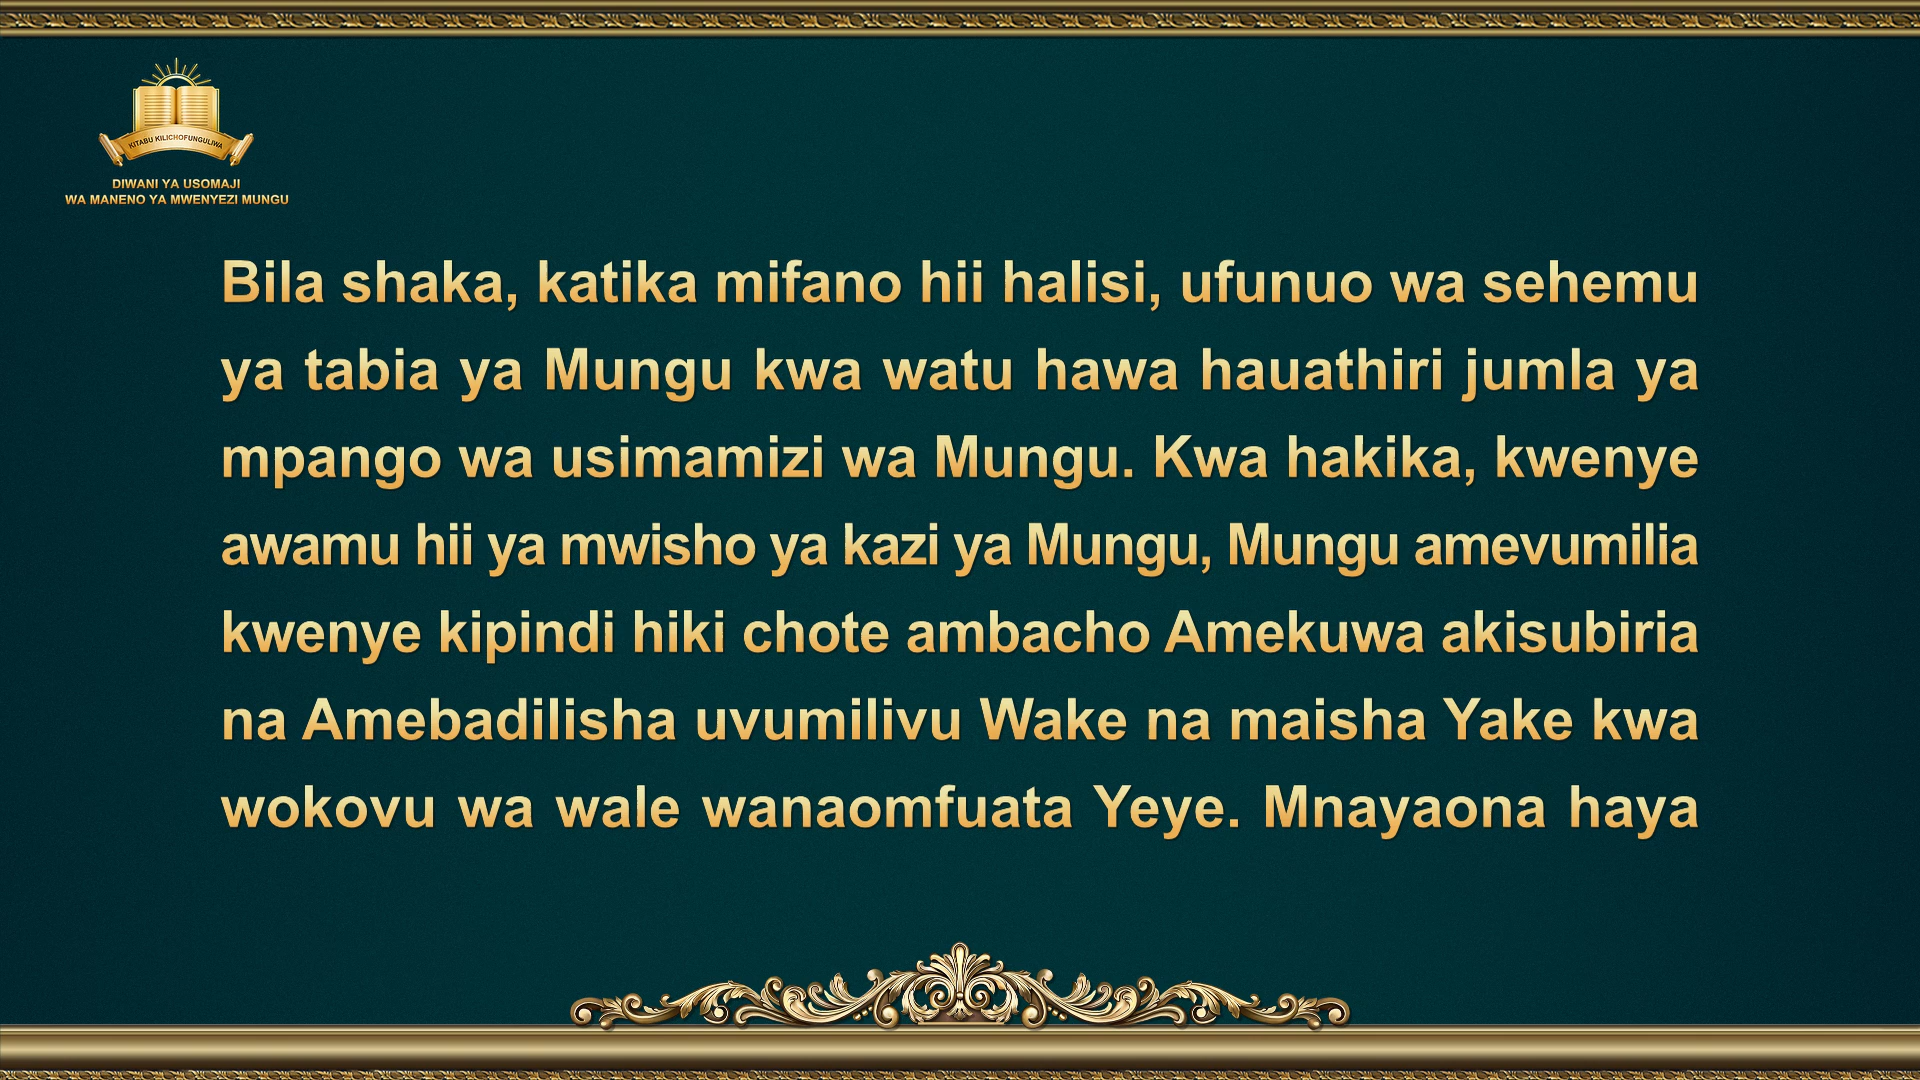 KITABU KILICHOFUNGULIWA
DIWANI YA USOMAJI
WA MANENO YA MWENYEZI MUNGU
Bila shaka, katika mifano hii halisi, ufunuo wa sehemu
ya tabia ya Mungu kwa watu hawa hauathiri jumla ya
mpango wa usimamizi wa Mungu. Kwa hakika, kwenye
awamu hii ya mwisho ya kazi ya Mungu, Mungu amevumilia
kwenye kipindi hiki chote ambacho Amekuwa akisubiria
na Amebadilisha uvumilivu Wake na maisha Yake kwa
wokovu wa wale wanaomfuata Yeye. Mnayaona haya